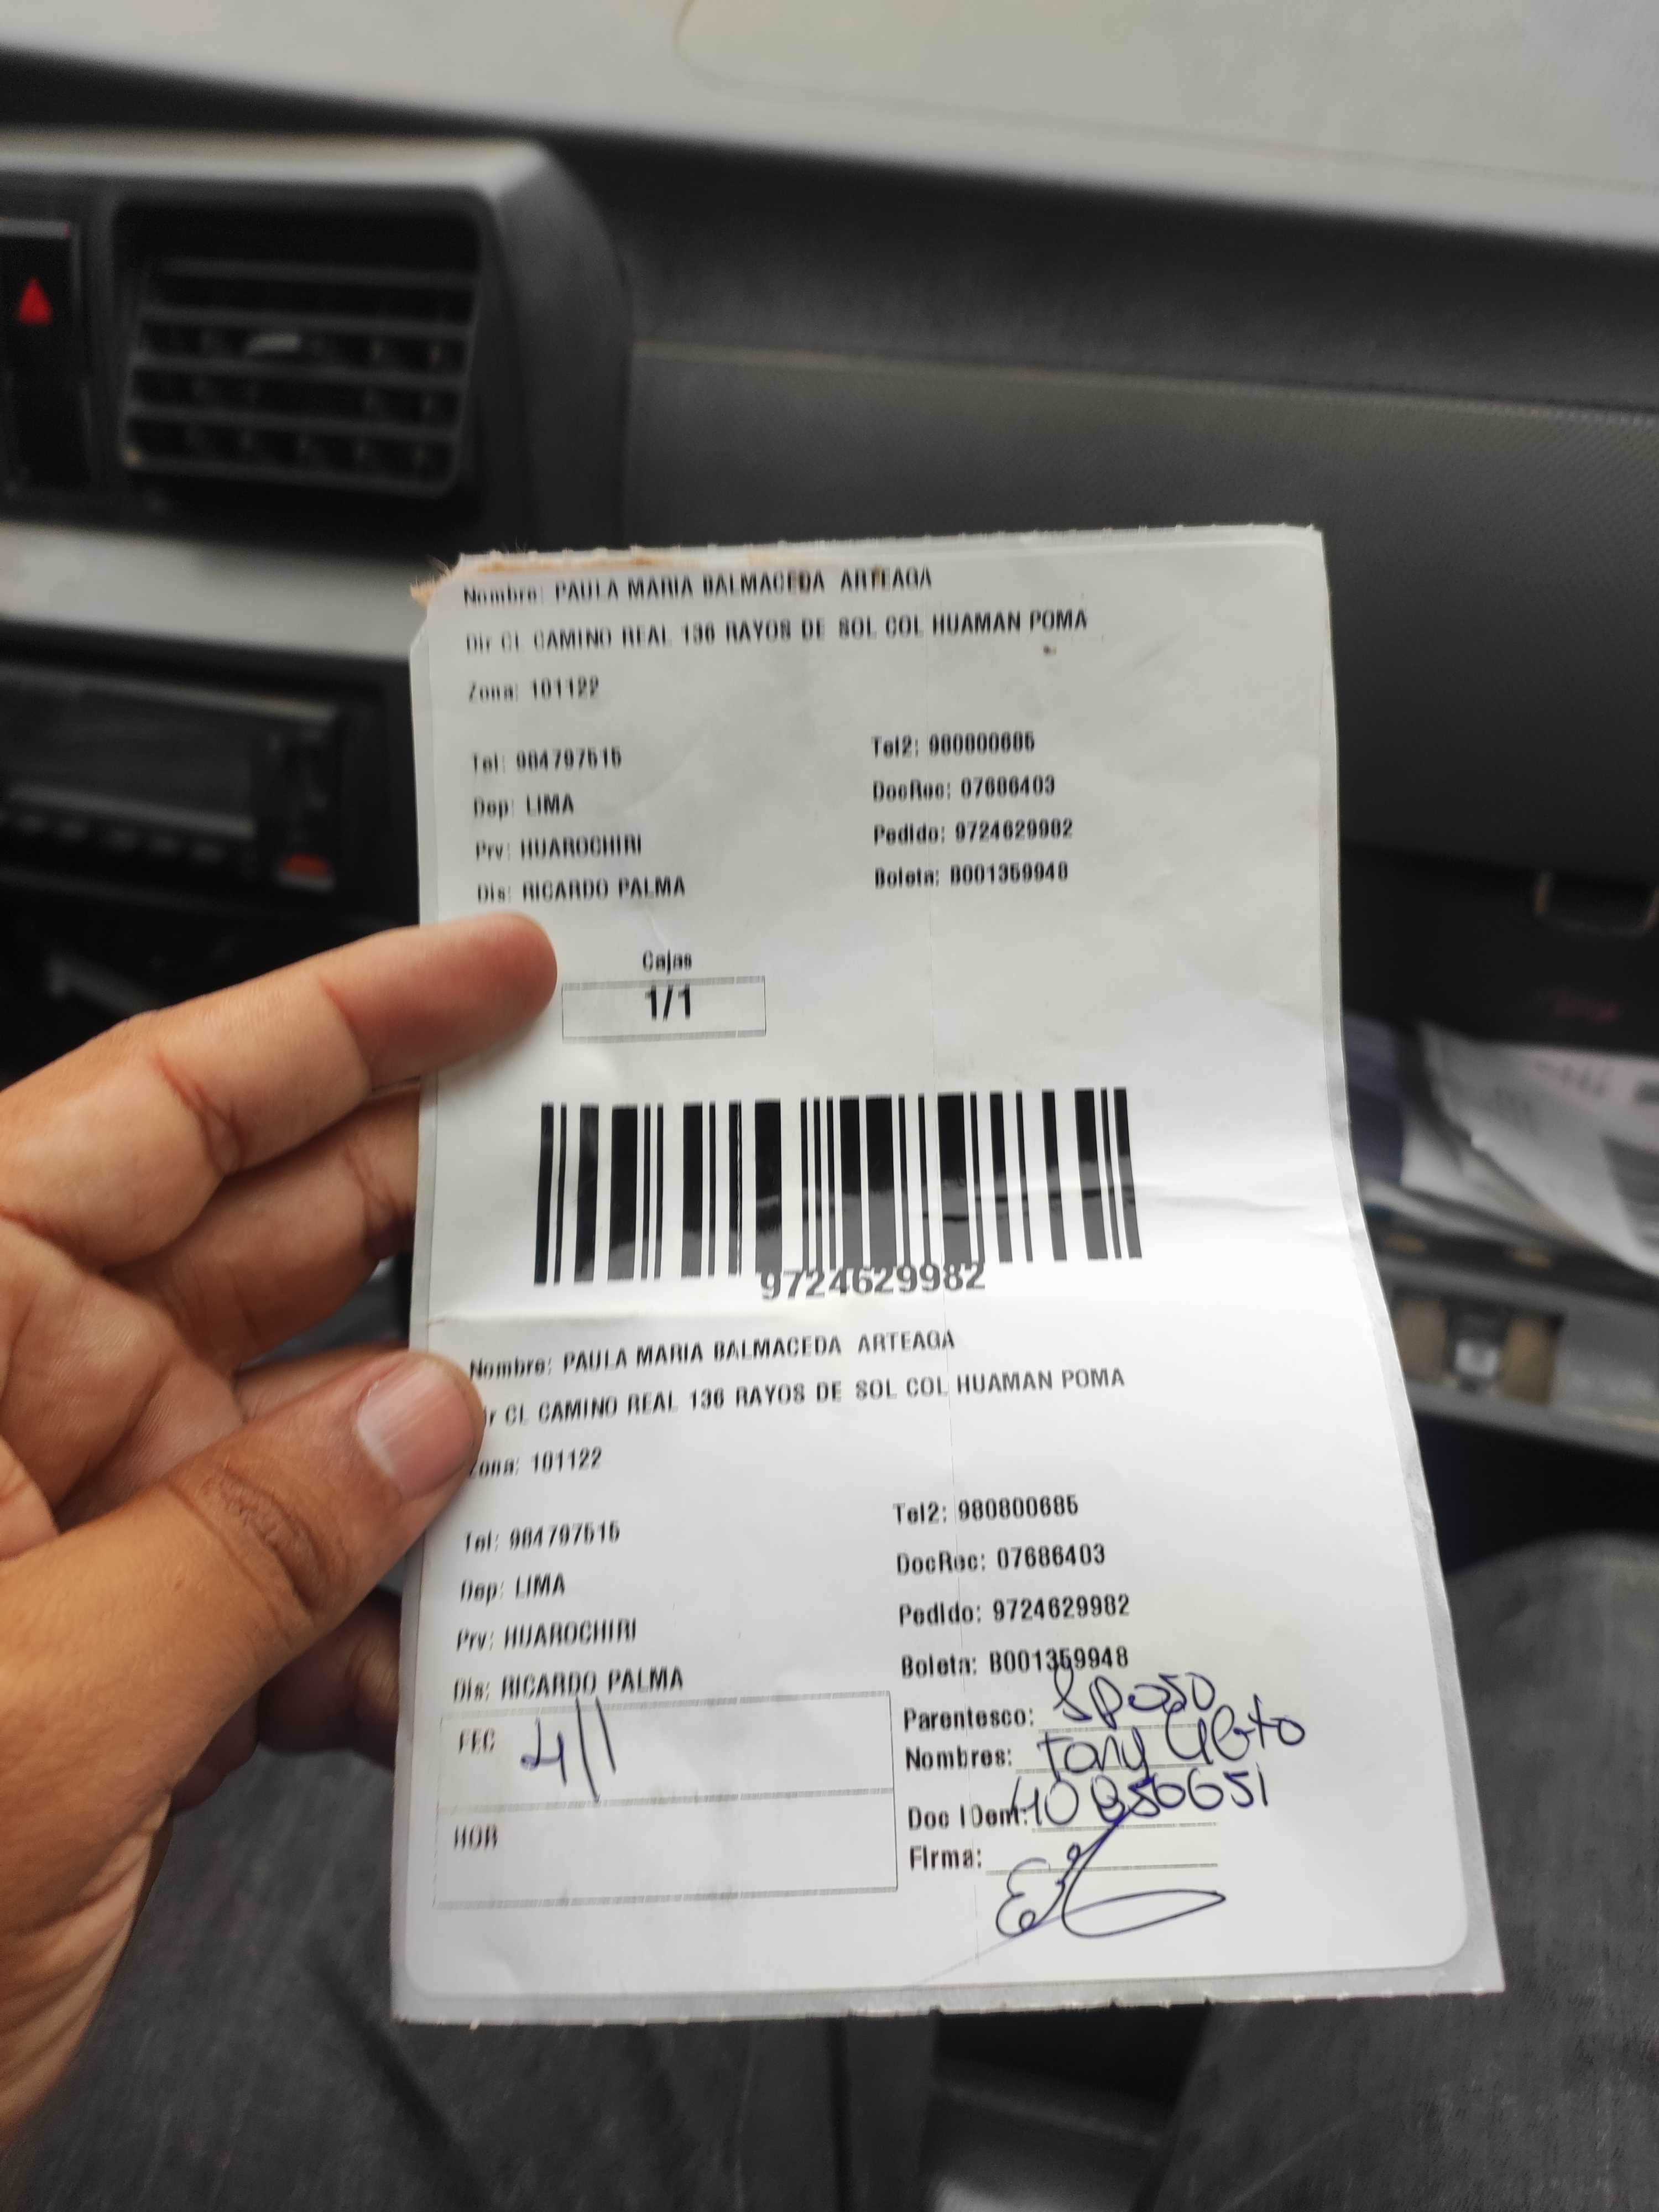 Nombre: PAULA MARIA BALMACEDA ARTEAGA
Dir CL CAMINO REAL 136 RAYOS DE SOL COL HUAMAN POMA
Zona: 101122
Tel: 984797515 Tel2: 980800685
Dep: LIMA DocRec: 07686403
Prv: HUAROCHIRI Pedido: 9724629982
Dis: RICARDO PALMA Boleta: B001359948
Cajas
1/1
9724629982
Nombre: PAULA MARIA BALMACEDA ARTEAGA
ir CL CAMINO REAL 136 RAYOS DE SOL COL HUAMAN POMA
Zona: 101122
Tel: 984797515 Tel2: 980800685
Dep: LIMA DocRec: 07686403
Prv: HUAROCHIRI Pedido: 9724629982
Dis: RICARDO PALMA Boleta: B001359948
FEC 4/1 Parentesco: Esposo
Nombres: Tony
HOR Doc IDent:
Firma: